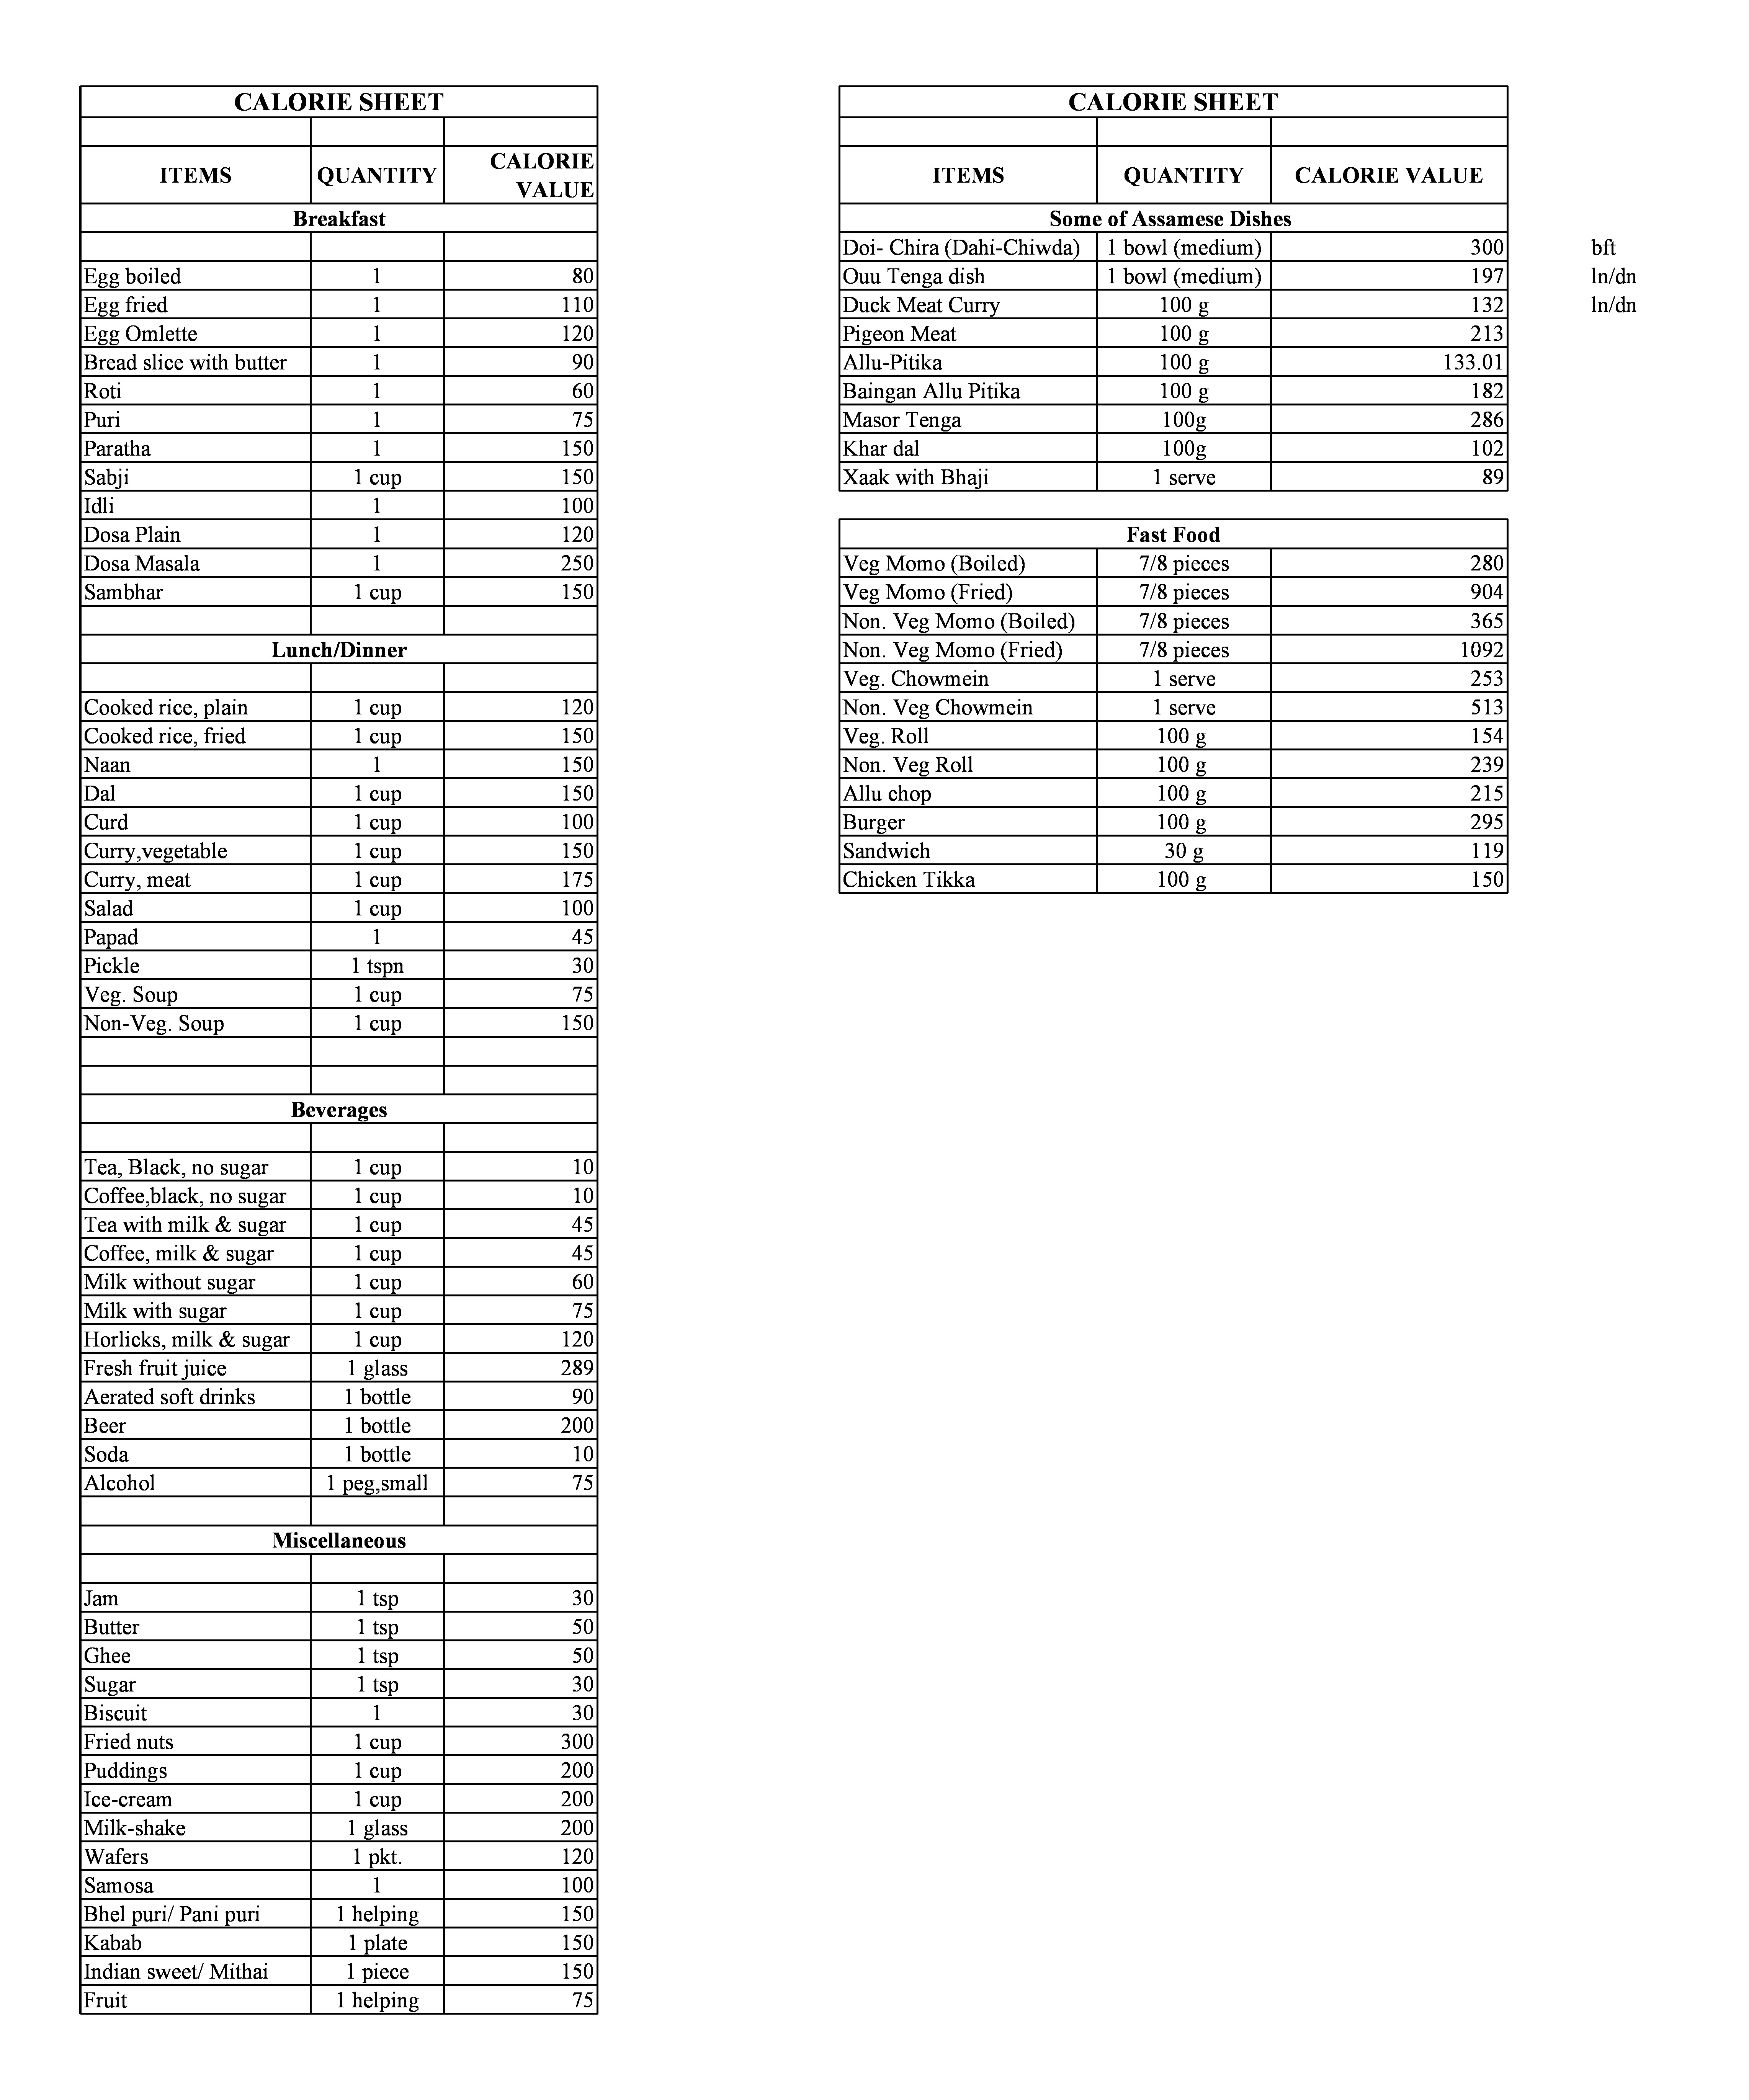 CALORIE SHEET
ITEMS QUANTITY CALORIE VALUE
Breakfast
Egg boiled 1 80
Egg fried 1 110
Egg Omlette 1 120
Bread slice with butter 1 90
Roti 1 60
Puri 1 75
Paratha 1 150
Sabji 1 cup 150
Idli 1 100
Dosa Plain 1 120
Dosa Masala 1 250
Sambhar 1 cup 150
Lunch/Dinner
Cooked rice, plain 1 cup 120
Cooked rice, fried 1 cup 150
Naan 1 150
Dal 1 cup 150
Curd 1 cup 100
Curry,vegetable 1 cup 150
Curry, meat 1 cup 175
Salad 1 cup 100
Papad 1 45
Pickle 1 tspn 30
Veg. Soup 1 cup 75
Non-Veg. Soup 1 cup 150
Beverages
Tea, Black, no sugar 1 cup 10
Coffee,black, no sugar 1 cup 10
Tea with milk & sugar 1 cup 45
Coffee, milk & sugar 1 cup 45
Milk without sugar 1 cup 60
Milk with sugar 1 cup 75
Horlicks, milk & sugar 1 cup 120
Fresh fruit juice 1 glass 289
Aerated soft drinks 1 bottle 90
Beer 1 bottle 200
Soda 1 bottle 10
Alcohol 1 peg,small 75
Miscellaneous
Jam 1 tsp 30
Butter 1 tsp 50
Ghee 1 tsp 50
Sugar 1 tsp 30
Biscuit 1 30
Fried nuts 1 cup 300
Puddings 1 cup 200
Ice-cream 1 cup 200
Milk-shake 1 glass 200
Wafers 1 pkt. 120
Samosa 1 100
Bhel puri/ Pani puri 1 helping 150
Kabab 1 plate 150
Indian sweet/ Mithai 1 piece 150
Fruit 1 helping 75
CALORIE SHEET
ITEMS QUANTITY CALORIE VALUE
Some of Assamese Dishes
Doi- Chira (Dahi-Chiwda) 1 bowl (medium) 300 bft
Ouu Tenga dish 1 bowl (medium) 197 ln/dn
Duck Meat Curry 100 g 132 ln/dn
Pigeon Meat 100 g 213
Allu-Pitika 100 g 133.01
Baingan Allu Pitika 100 g 182
Masor Tenga 100g 286
Khar dal 100g 102
Xaak with Bhaji 1 serve 89
Fast Food
Veg Momo (Boiled) 7/8 pieces 280
Veg Momo (Fried) 7/8 pieces 904
Non. Veg Momo (Boiled) 7/8 pieces 365
Non. Veg Momo (Fried) 7/8 pieces 1092
Veg. Chowmein 1 serve 253
Non. Veg Chowmein 1 serve 513
Veg. Roll 100 g 154
Non. Veg Roll 100 g 239
Allu chop 100 g 215
Burger 100 g 295
Sandwich 30 g 119
Chicken Tikka 100 g 150